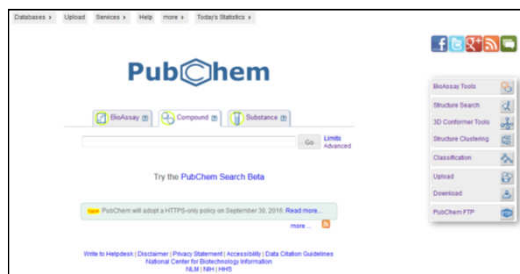 Databases Upload Services Help more Today's Statistics
PubChem
BioAssay Compound Substance
Go Limits
Advanced
Try the PubChem Search Beta
new PubChem will adopt a HTTPS-only policy on September 30, 2016. Read more...
more ...
Write to Helpdesk | Disclaimer | Privacy Statement | Accessibility | Data Citation Guidelines
National Center for Biotechnology Information
NLM | NIH | HHS
BioAssay Tools
Structure Search
3D Conformer Tools
Structure Clustering
Classification
Upload
Download
PubChem FTP